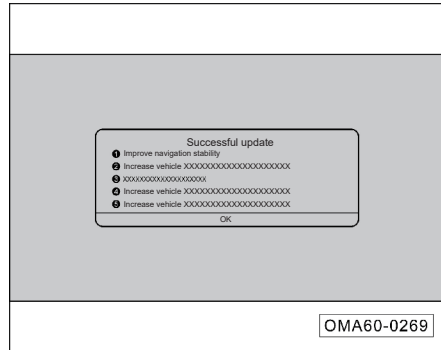 Successful update
❶ Improve navigation stability
❷ Increase vehicle XXXXXXXXXXXXXXXXXXXX
❸ XXXXXXXXXXXXXXXXXXXX
❹ Increase vehicle XXXXXXXXXXXXXXXXXXXX
❺ Increase vehicle XXXXXXXXXXXXXXXXXXXX
OK
OMA60-0269